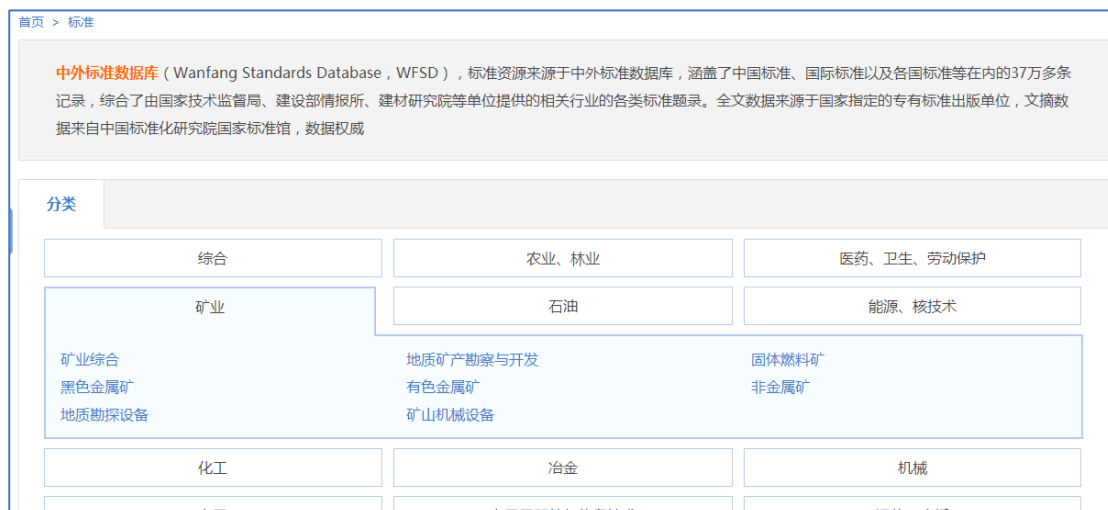 首页 > 标准
中外标准数据库（Wanfang Standards Database，WFSD），标准资源来源于中外标准数据库，涵盖了中国标准、国际标准以及各国标准等在内的37万多条
记录，综合了由国家技术监督局、建设部情报所、建材研究院等单位提供的相关行业的各类标准题录。全文数据来源于国家指定的专有标准出版单位，文摘数
据来自中国标准化研究院国家标准馆，数据权威
分类
综合 农业、林业 医药、卫生、劳动保护
矿业 石油 能源、核技术
矿业综合 地质矿产勘察与开发 固体燃料矿
黑色金属矿 有色金属矿 非金属矿
地质勘探设备 矿山机械设备
化工 冶金 机械